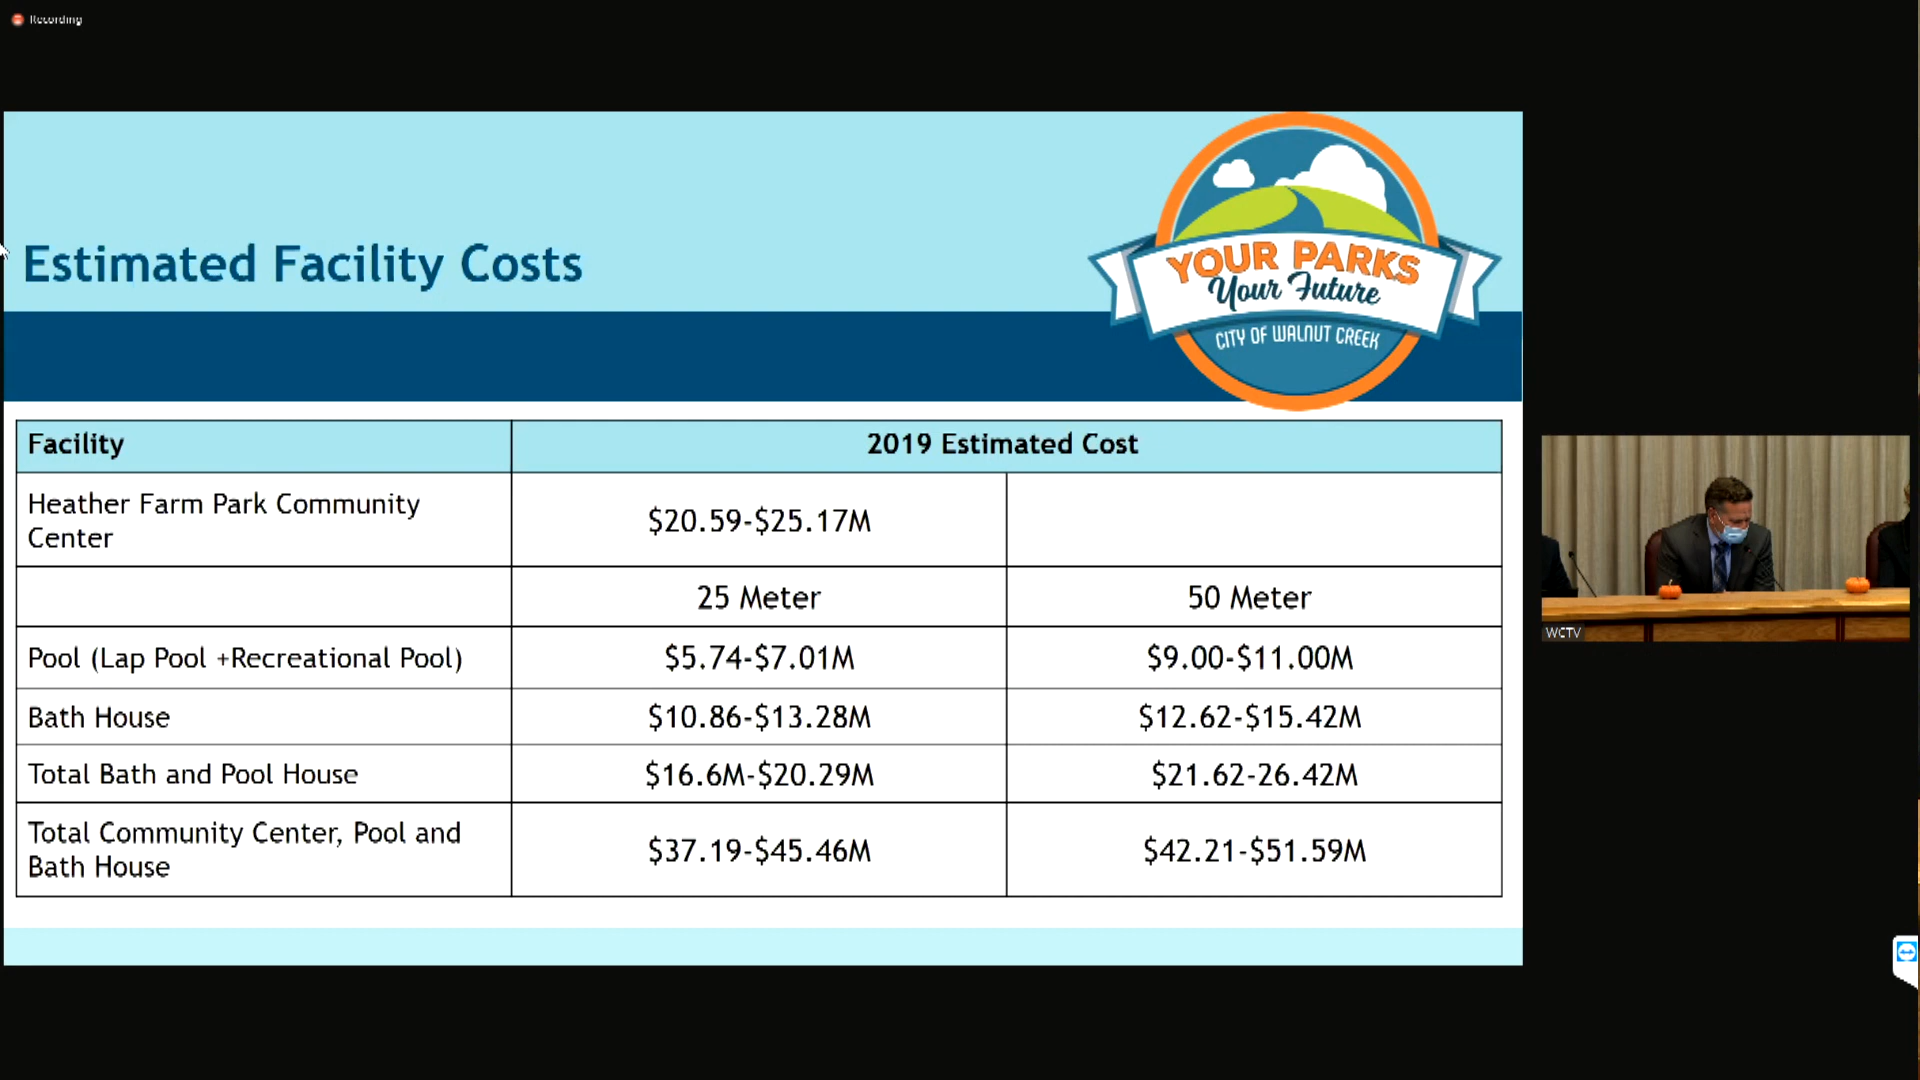 Recording
Estimated Facility Costs
YOUR PARKS
Your Future
CITY OF WALNUT CREEK
Facility
2019 Estimated Cost
Heather Farm Park Community
Center
$20.59-$25.17M
25 Meter
50 Meter
Pool (Lap Pool +Recreational Pool)
$5.74-$7.01M
$9.00-$11.00M
Bath House
$10.86-$13.28M
$12.62-$15.42M
Total Bath and Pool House
$16.6M-$20.29M
$21.62-26.42M
Total Community Center, Pool and
Bath House
$37.19-$45.46M
$42.21-$51.59M
WCTV